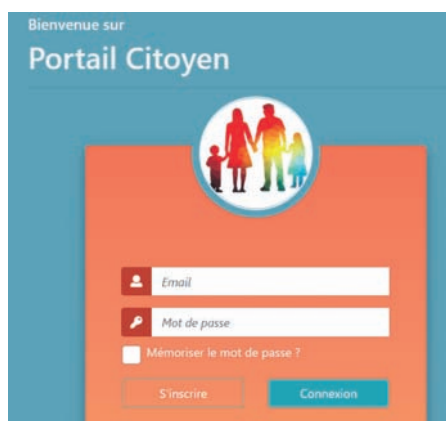 Bienvenue sur
Portail Citoyen
Email
Mot de passe
Mémoriser le mot de passe ?
S'inscrire
Connexion